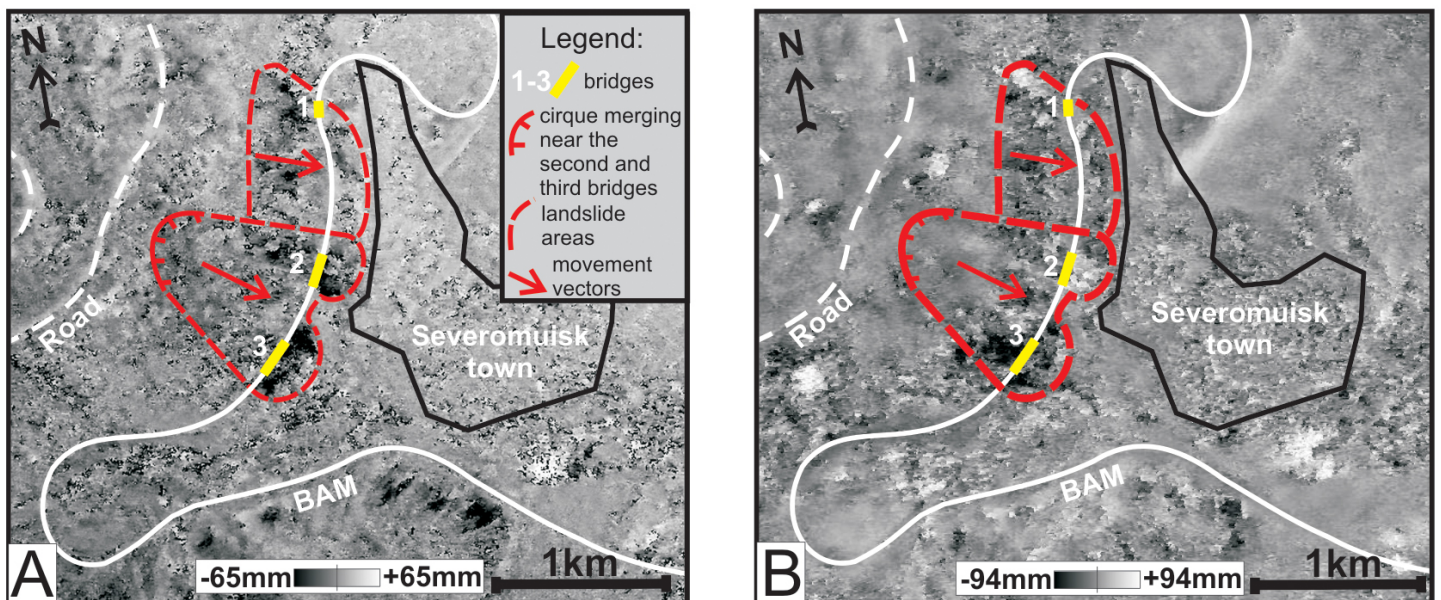 N
Legend:
1-3 bridges
cirque merging
near the
second and
third bridges
landslide
areas
movement
vectors
1
2
3
Road
Severomuisk
town
BAM
A
-65mm +65mm
1km
N
1
2
3
Road
Severomuisk
town
BAM
B
-94mm +94mm
1km